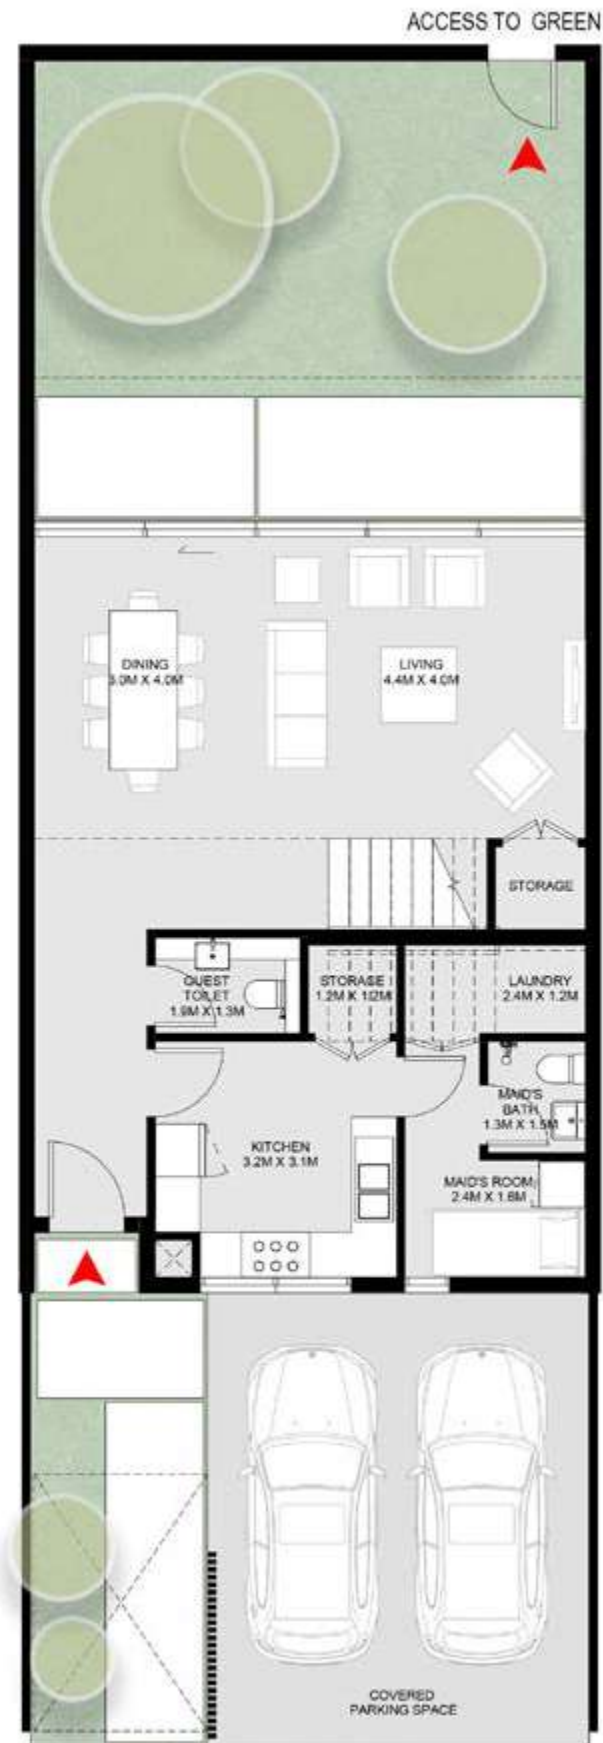 ACCESS TO GREEN
DINING
3.0M X 4.0M
LIVING
4.4M X 4.0M
STORAGE
GUEST
TOILET
1.9M X 1.3M
STORAGE
1.2M X 1.2M
LAUNDRY
2.4M X 1.2M
MAID'S
BATH
1.3M X 1.5M
KITCHEN
3.2M X 3.1M
MAID'S ROOM
2.4M X 1.8M
COVERED
PARKING SPACE